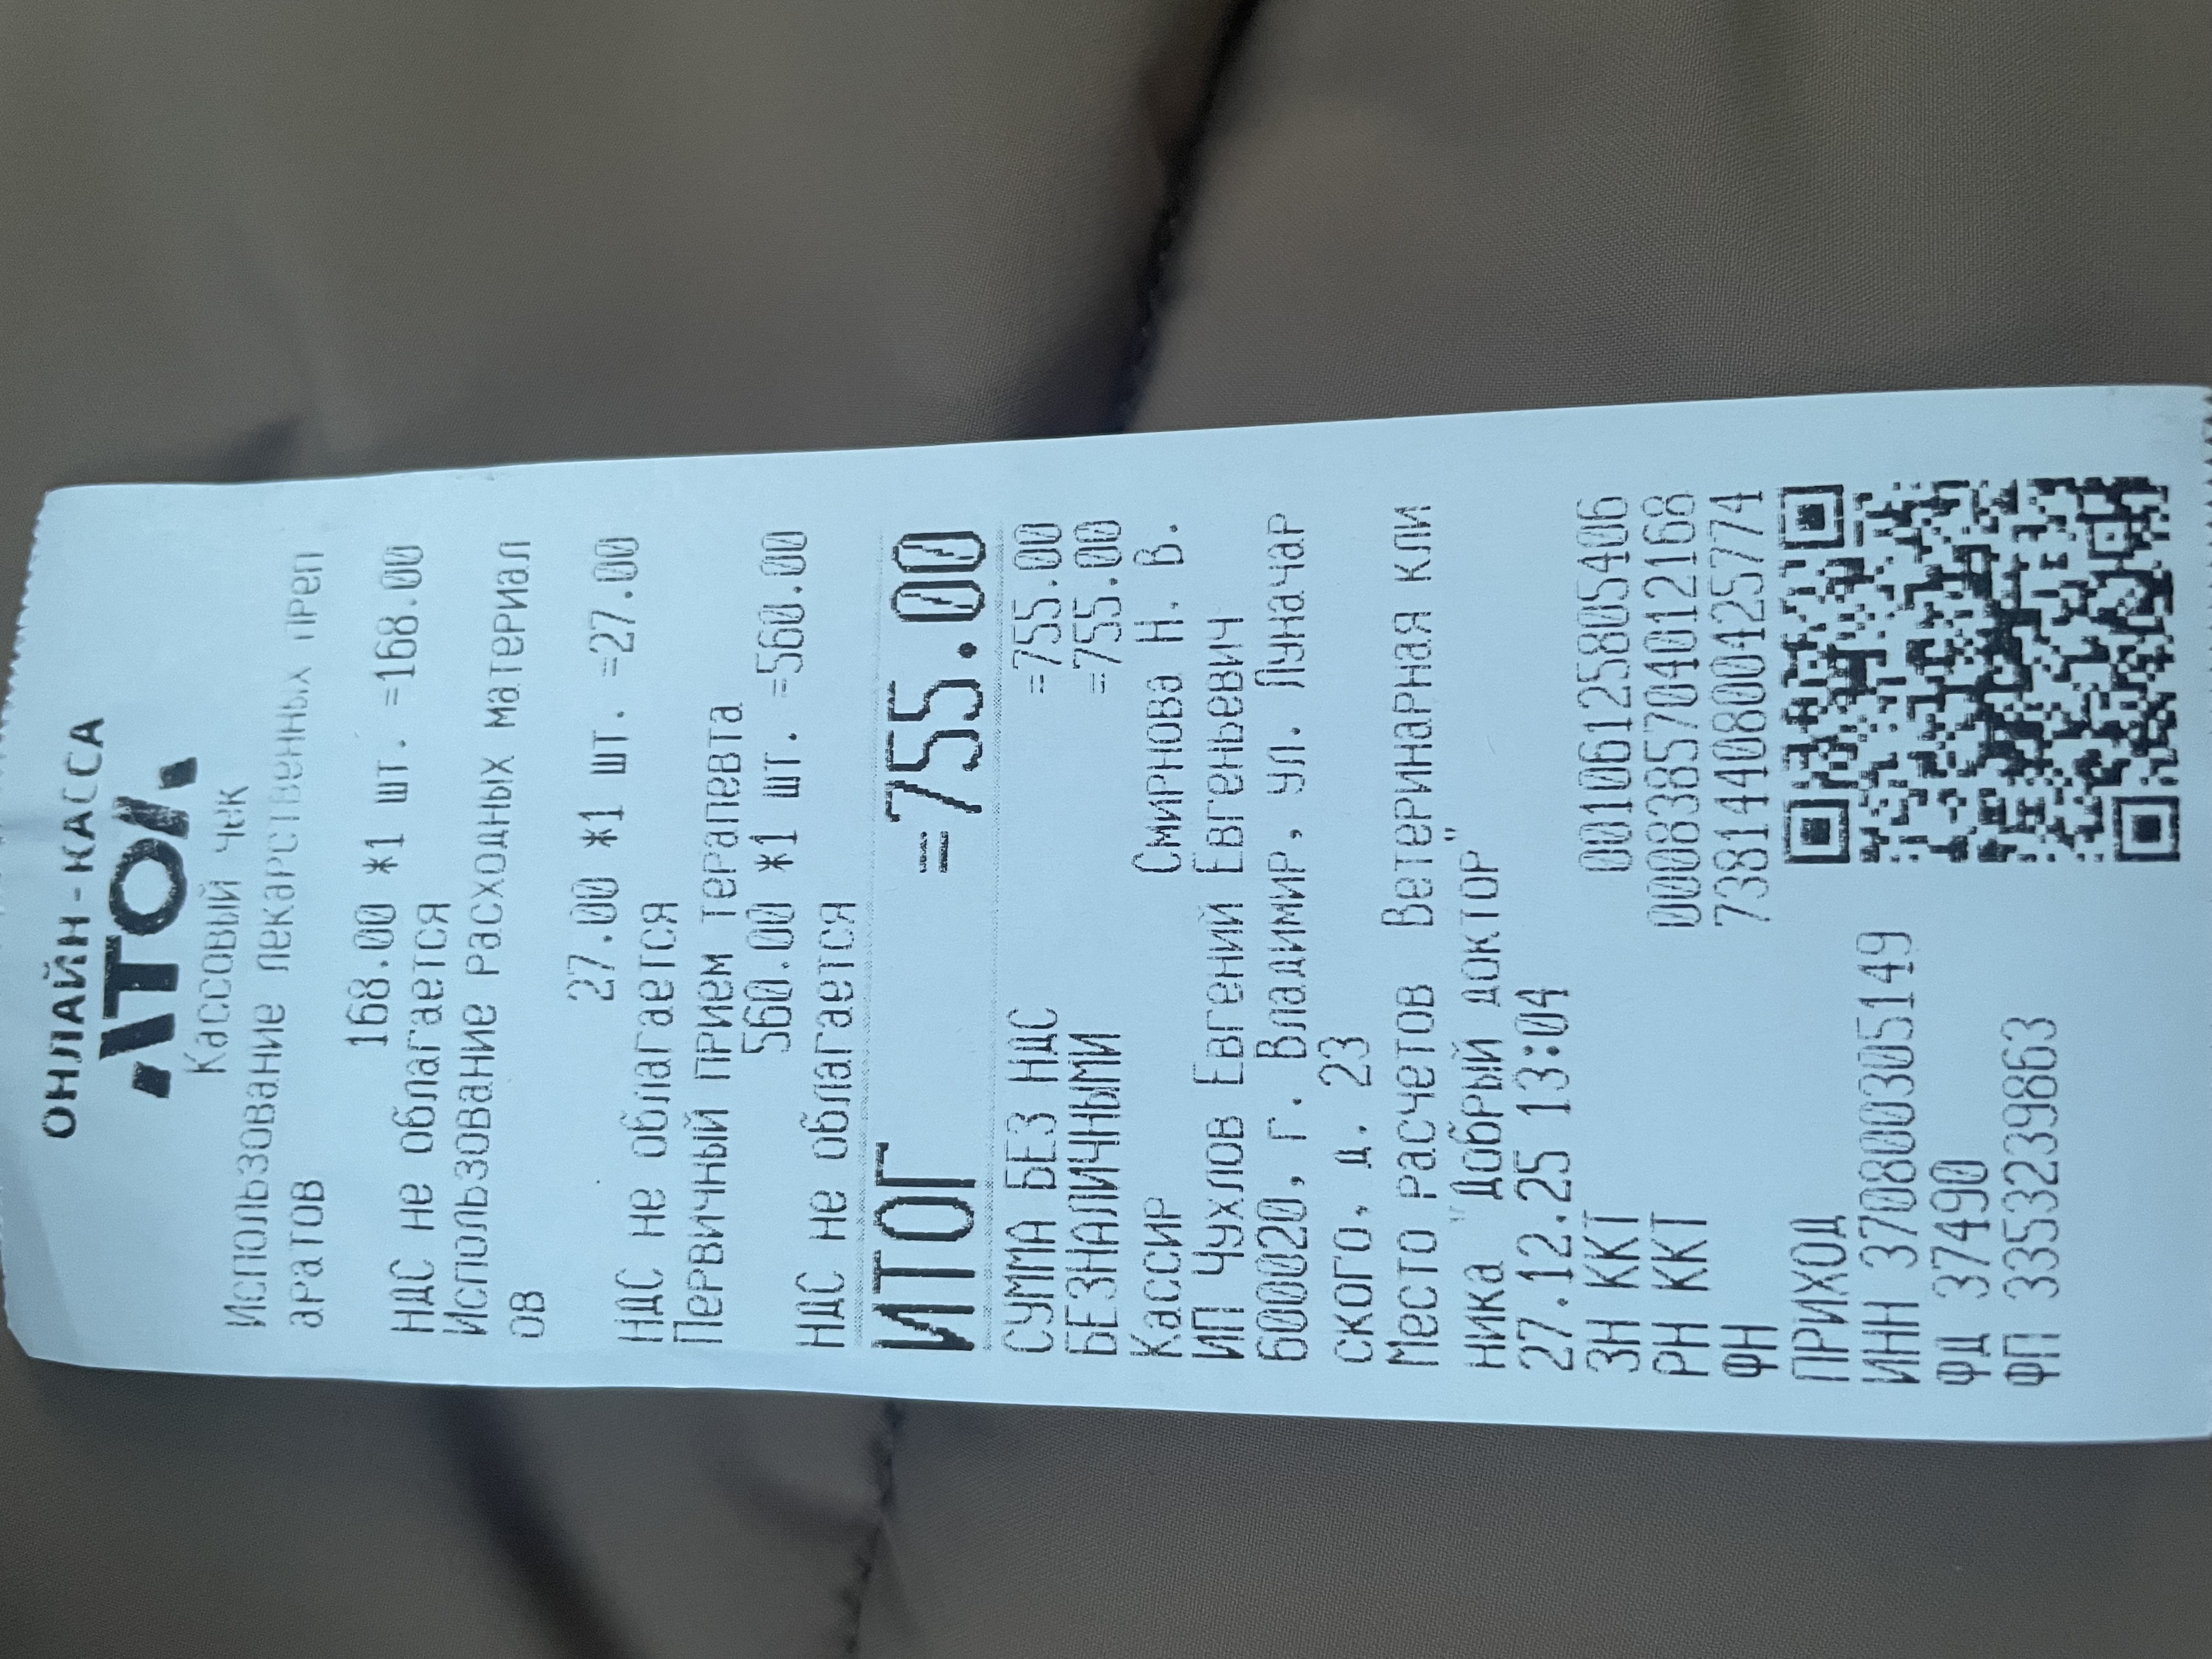 ОНЛАЙН-КАССА
АТОЛ
Кассовый чек
Использование лекарственных преп
аратов
168.00 *1 шт. =168.00
НДС не облагается
Использование расходных материал
ов
27.00 *1 шт. =27.00
НДС не облагается
Первичный прием терапевта
560.00 *1 шт. =560.00
НДС не облагается
ИТОГ =755.00
СУММА БЕЗ НДС =755.00
БЕЗНАЛИЧНЫМИ =755.00
Кассир Смирнова Н. В.
ИП Чухлов Евгений Евгеньевич
600020, г. Владимир, ул. Луначар
ского, д. 23
Место расчетов Ветеринарная кли
ника "Добрый доктор"
27.12.25 13:04
ЗН ККТ 00106125805406
РН ККТ 0008385704012168
ФН 7381440800425774
ПРИХОД
ИНН 370800305149
ФД 37490
ФП 3353239863